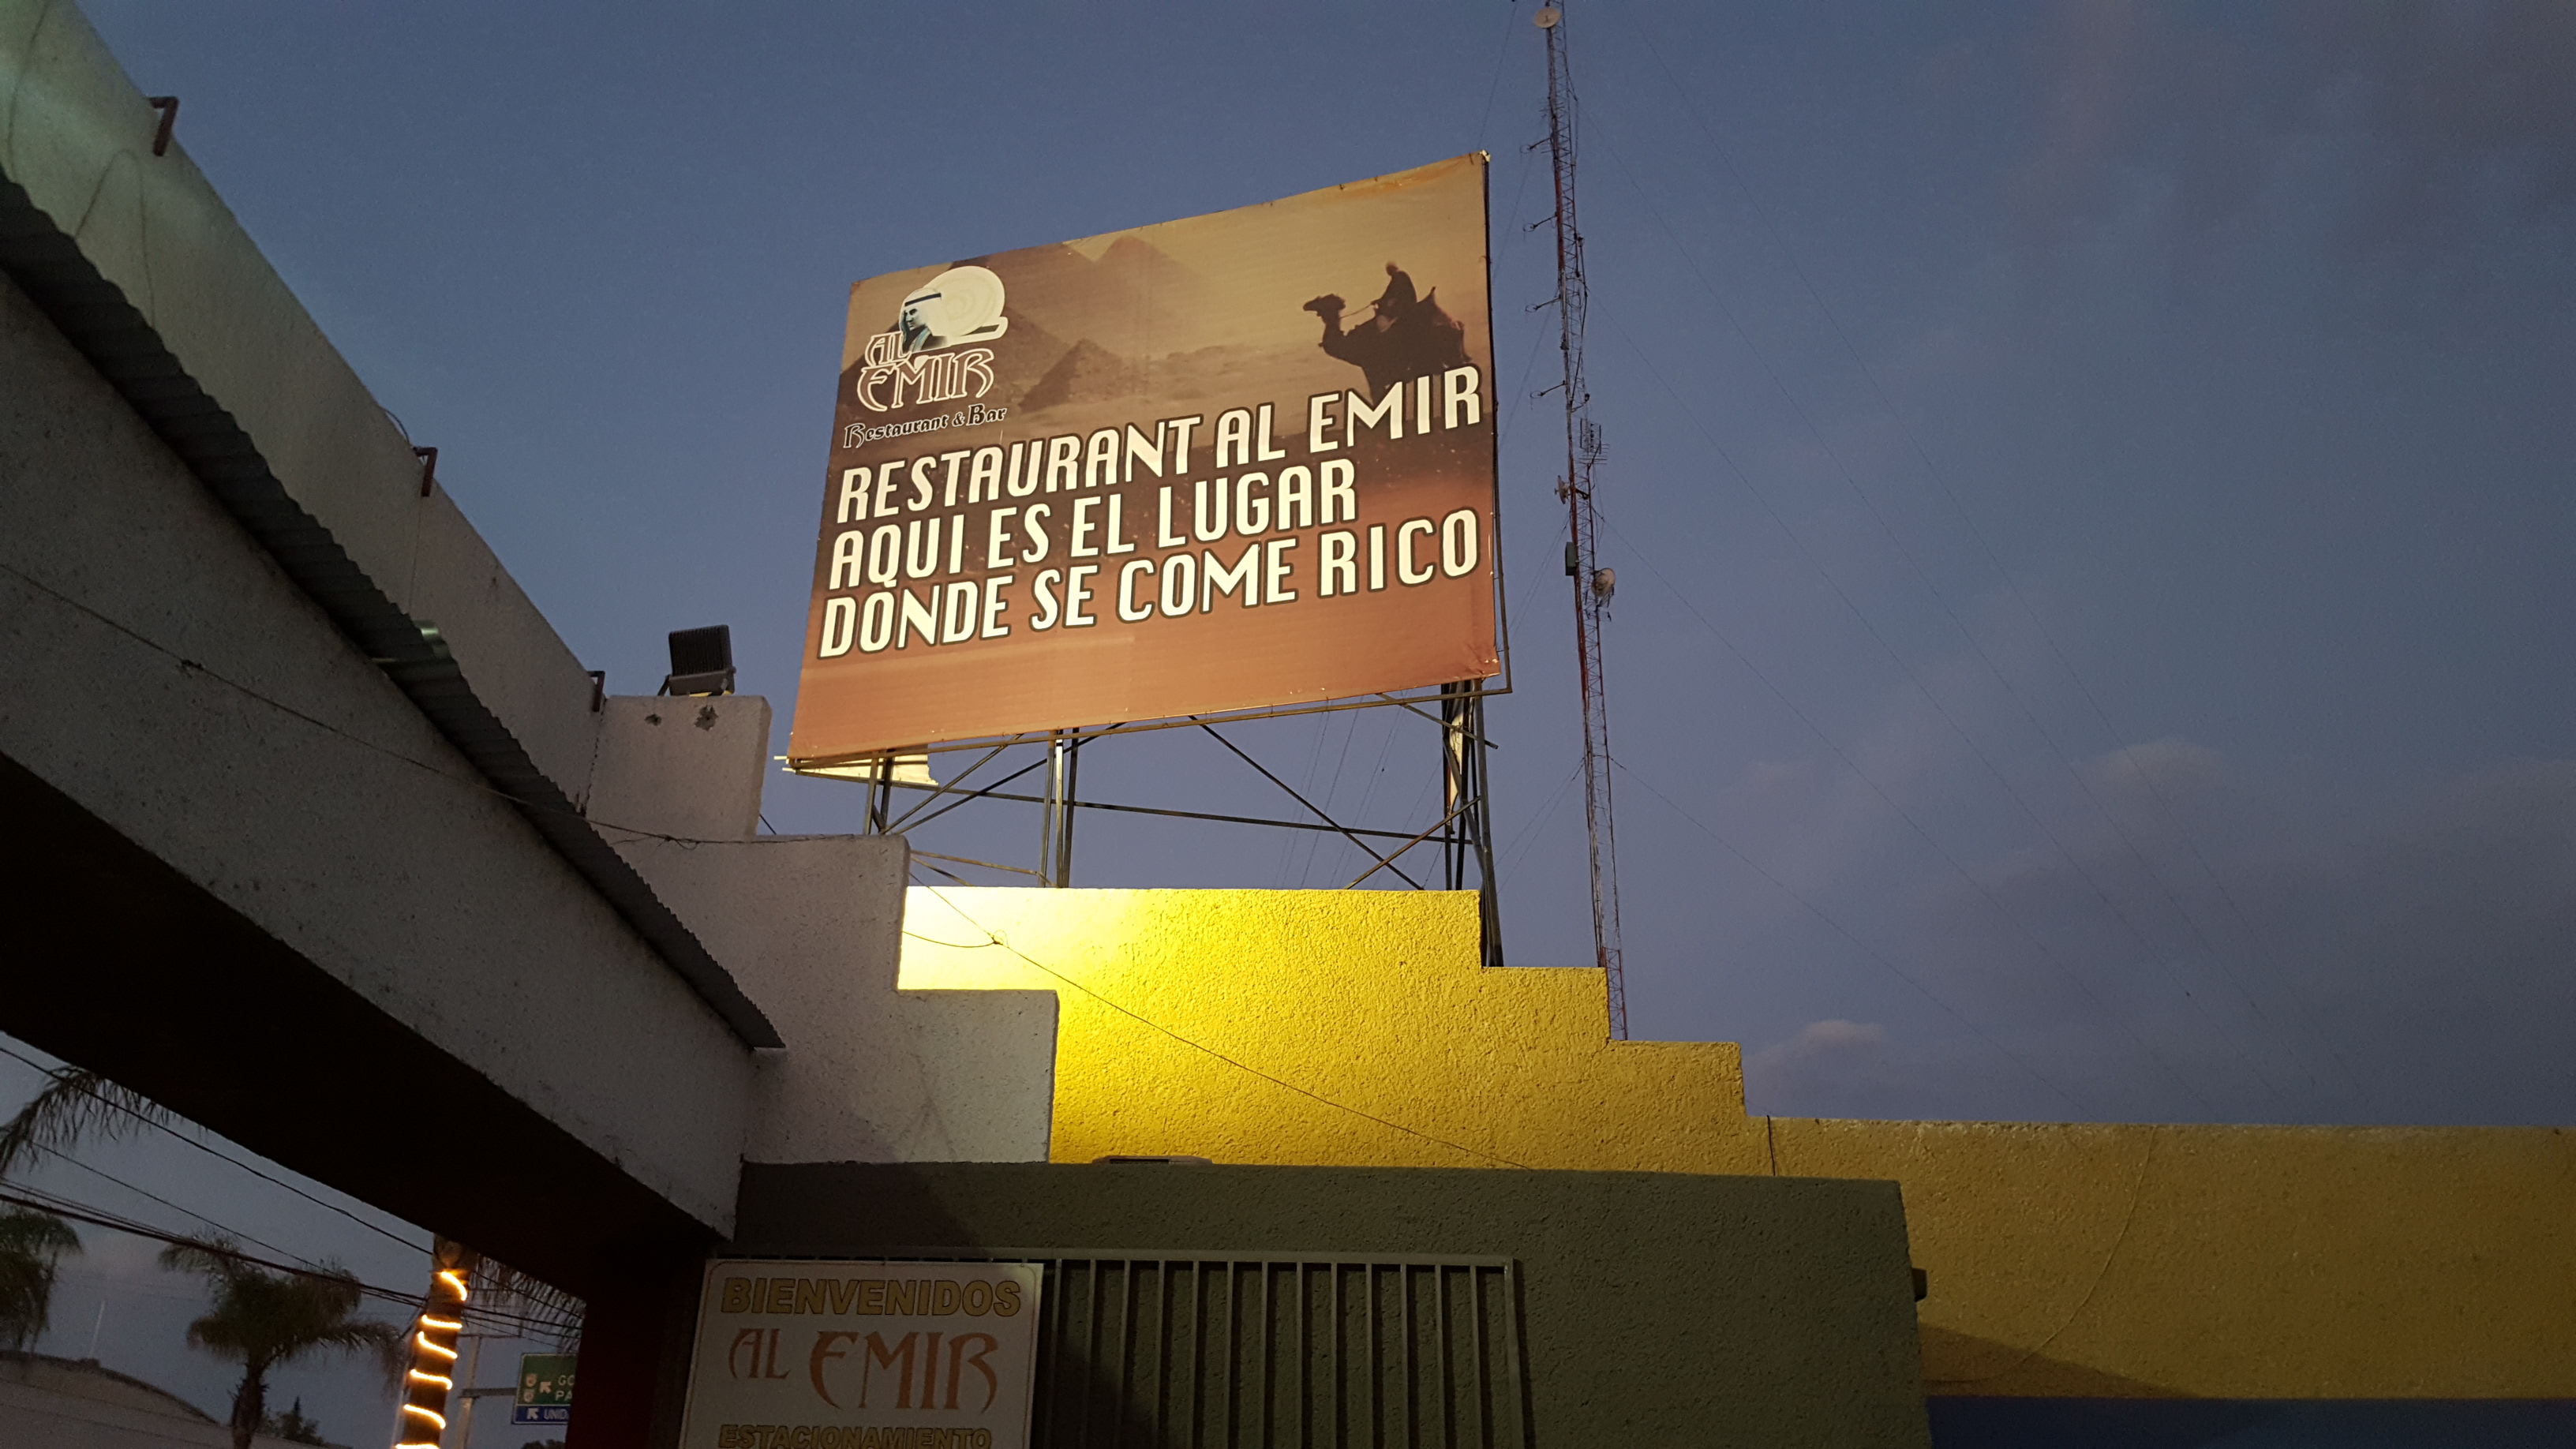 AL
EMIR
Restaurant & Bar
RESTAURANT AL EMIR
AQUI ES EL LUGAR
DONDE SE COME RICO
BIENVENIDOS
AL EMIR
ESTACIONAMIENTO